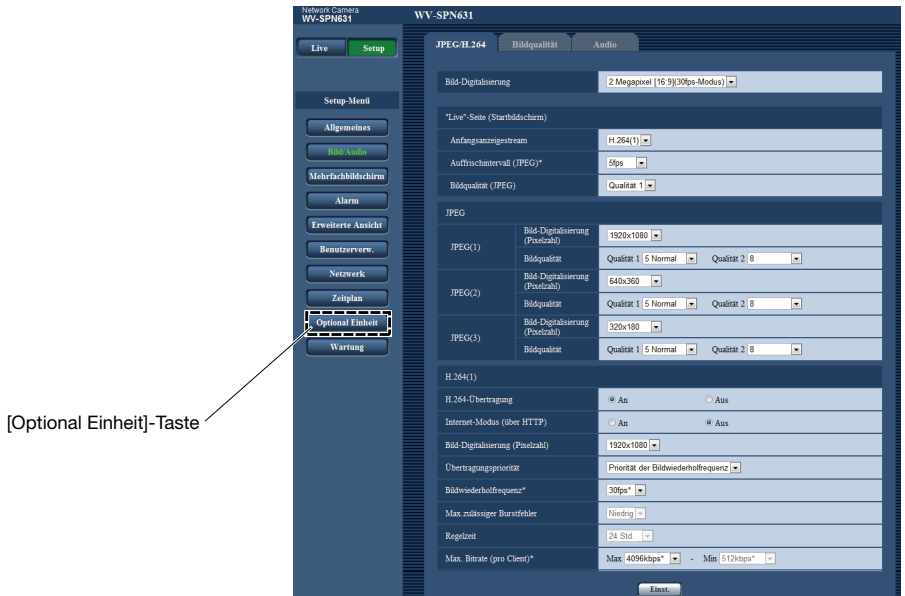 Network Camera
WV-SPN631
WV-SPN631
Live Setup
Setup-Menü
Allgemeines
Bild/Audio
Mehrfachbildschirm
Alarm
Erweiterte Ansicht
Benutzerverw.
Netzwerk
Zeitplan
Optional Einheit
Wartung
[Optional Einheit]-Taste
JPEG/H.264 Bildqualität Audio
Bild-Digitalisierung 2 Megapixel [16:9](30fps-Modus)
"Live"-Seite (Startbildschirm)
Anfangsanzeigestream H.264(1)
Auffrischintervall (JPEG)* 5fps
Bildqualität (JPEG) Qualität 1
JPEG
JPEG(1)
Bild-Digitalisierung
(Pixelzahl) 1920x1080
Bildqualität Qualität 1 5 Normal Qualität 2 8
JPEG(2)
Bild-Digitalisierung
(Pixelzahl) 640x360
Bildqualität Qualität 1 5 Normal Qualität 2 8
JPEG(3)
Bild-Digitalisierung
(Pixelzahl) 320x180
Bildqualität Qualität 1 5 Normal Qualität 2 8
H.264(1)
H.264-Übertragung An Aus
Internet-Modus (über HTTP) An Aus
Bild-Digitalisierung (Pixelzahl) 1920x1080
Übertragungspriorität Priorität der Bildwiederholfrequenz
Bildwiederholfrequenz* 30fps*
Max.zulässiger Burstfehler Niedrig
Regelzeit 24 Std.
Max. Bitrate (pro Client)* Max 4096kbps* - Min 512kbps*
Einst.